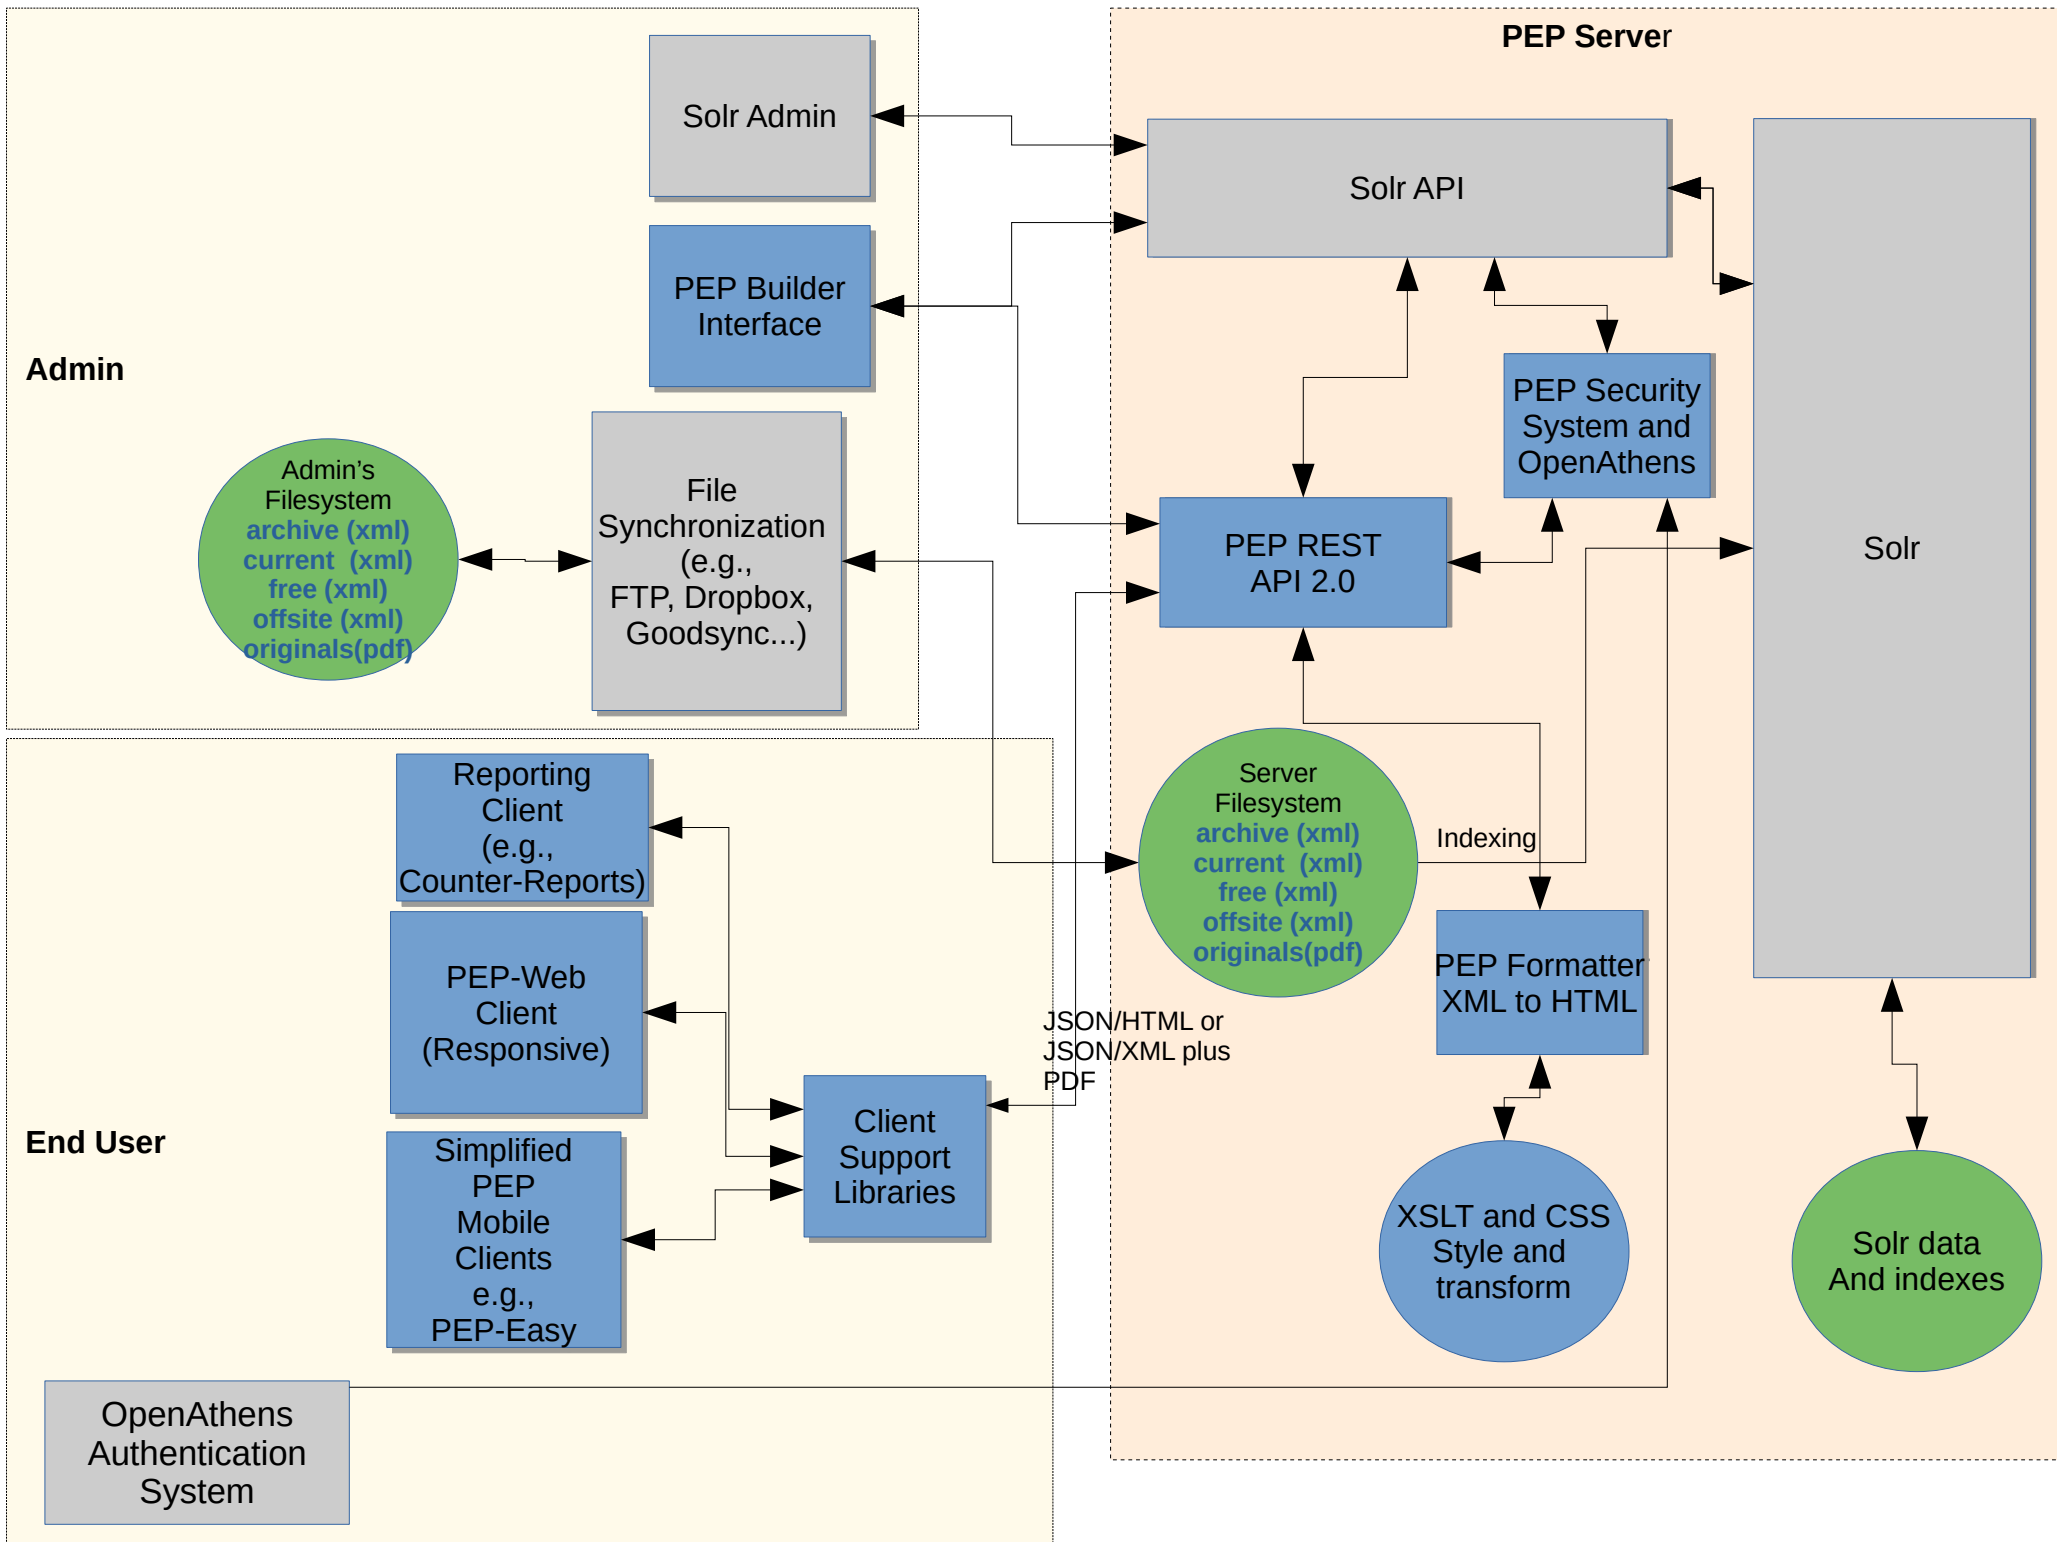 PEP Server
Solr Admin
Solr API
PEP Builder
Interface
Admin
PEP Security
System and
OpenAthens
Admin’s
Filesystem
archive (xml)
current  (xml)
free (xml)
offsite (xml)
originals(pdf)
File
Synchronization
(e.g.,
FTP, Dropbox,
Goodsync...)
PEP REST
API 2.0
Solr
Reporting
Client
(e.g.,
Counter-Reports)
Server
Filesystem
archive (xml)
current  (xml)
free (xml)
offsite (xml)
originals(pdf)
Indexing
PEP-Web
Client
(Responsive)
PEP Formatter
XML to HTML
JSON/HTML or
JSON/XML plus
PDF
End User
Simplified
PEP
Mobile
Clients
e.g.,
PEP-Easy
Client
Support
Libraries
XSLT and CSS
Style and
transform
Solr data
And indexes
OpenAthens
Authentication
System